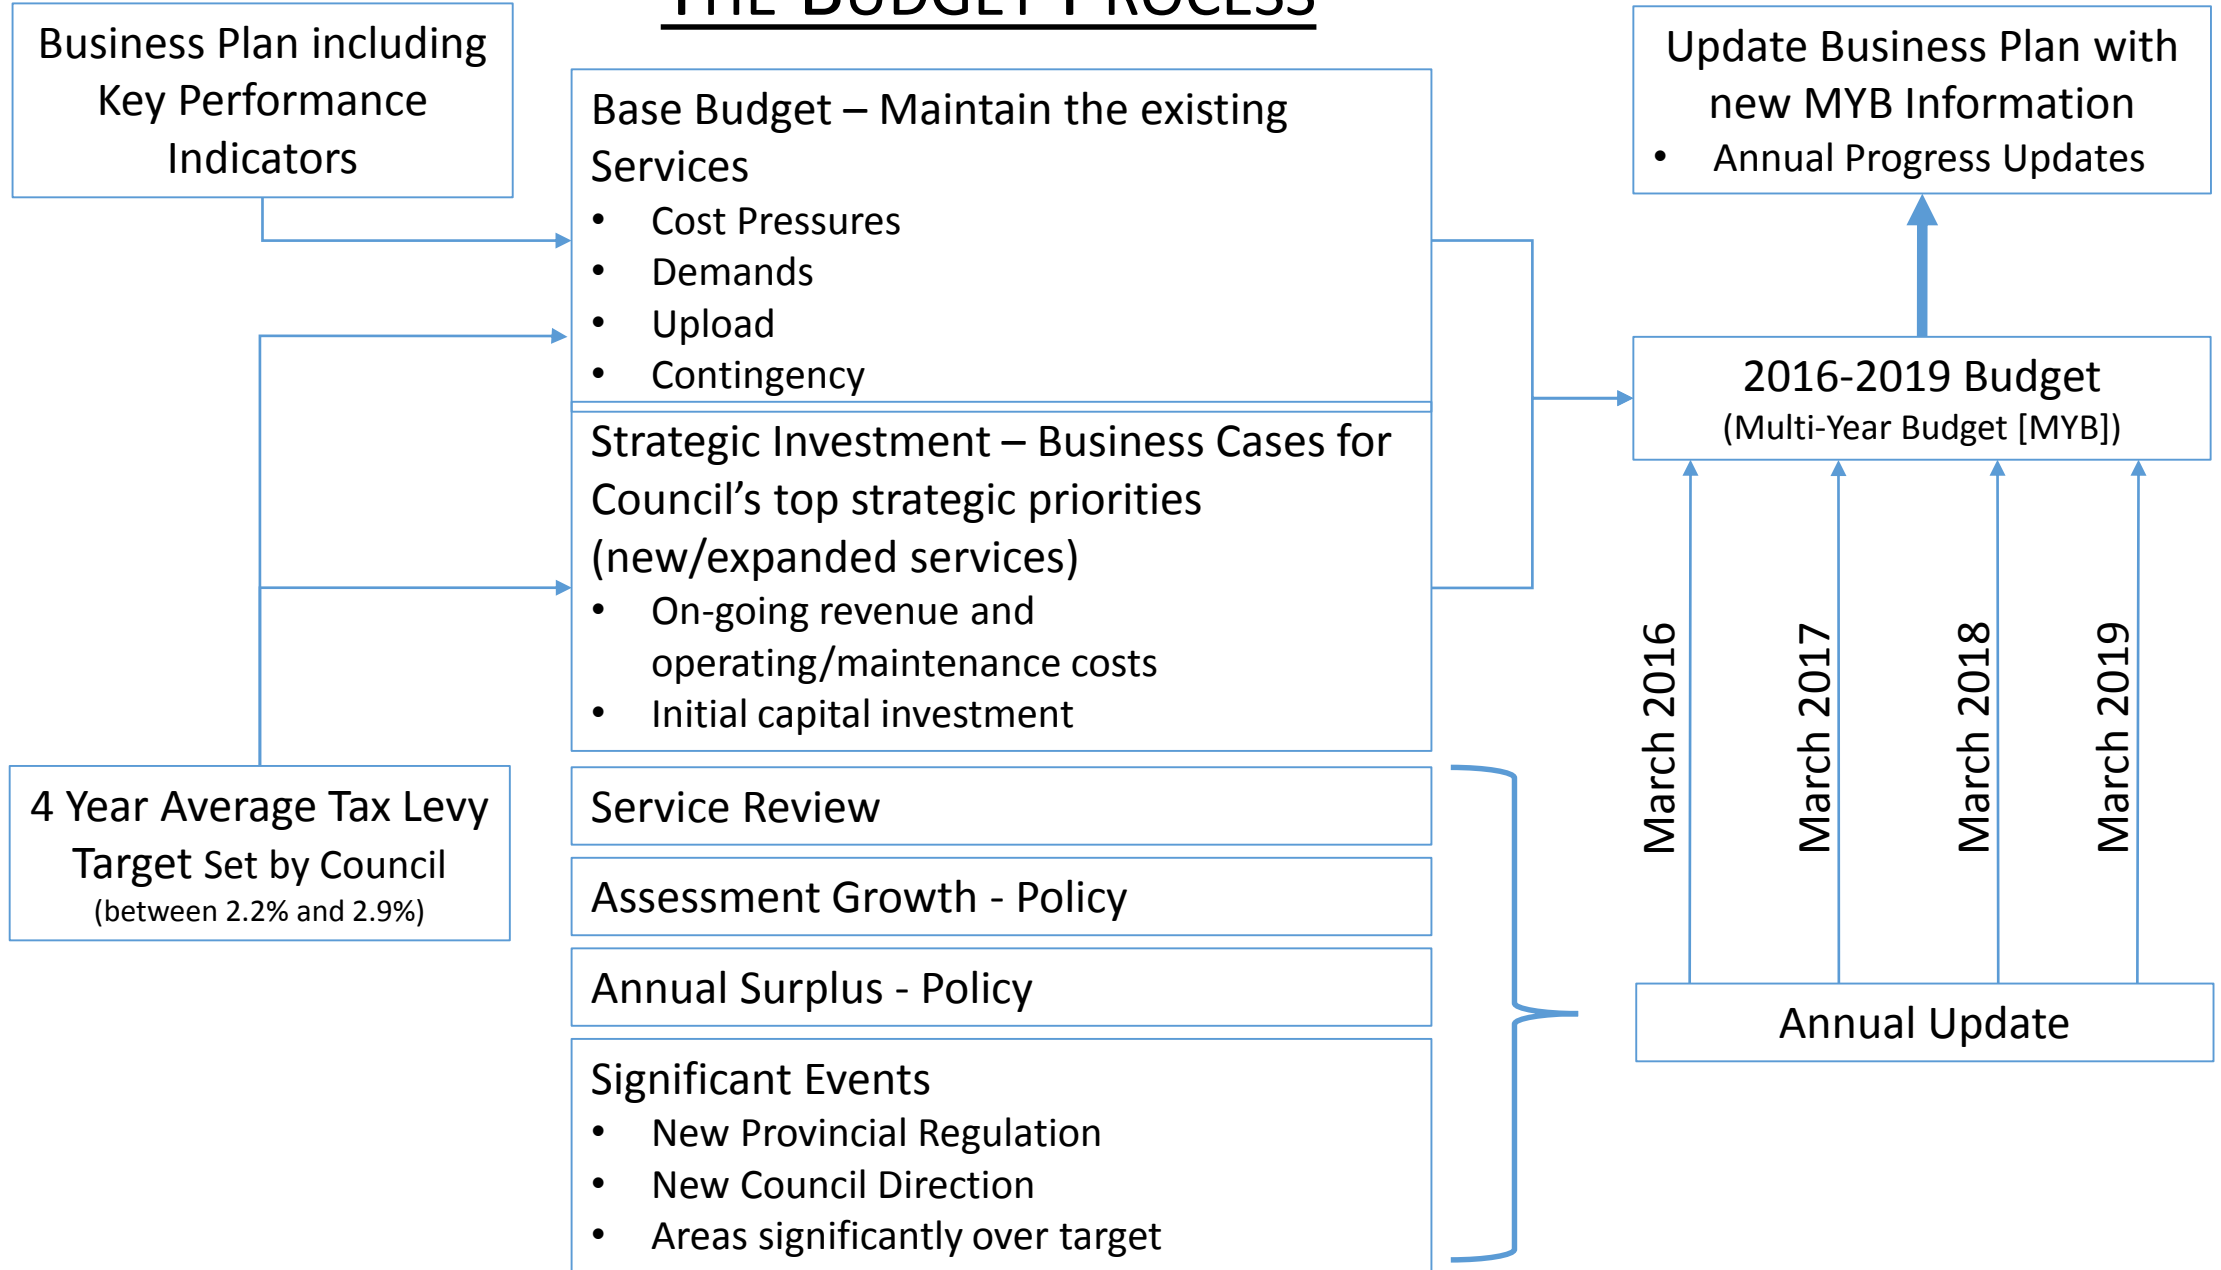 THE BUDGET PROCESS
Business Plan including
Key Performance
Indicators
4 Year Average Tax Levy
Target Set by Council
(between 2.2% and 2.9%)
Base Budget – Maintain the existing
Services
• Cost Pressures
• Demands
• Upload
• Contingency
Strategic Investment – Business Cases for
Council’s top strategic priorities
(new/expanded services)
• On-going revenue and
operating/maintenance costs
• Initial capital investment
Service Review
Assessment Growth - Policy
Annual Surplus - Policy
Significant Events
• New Provincial Regulation
• New Council Direction
• Areas significantly over target
Update Business Plan with
new MYB Information
• Annual Progress Updates
2016-2019 Budget
(Multi-Year Budget [MYB])
March 2016
March 2017
March 2018
March 2019
Annual Update